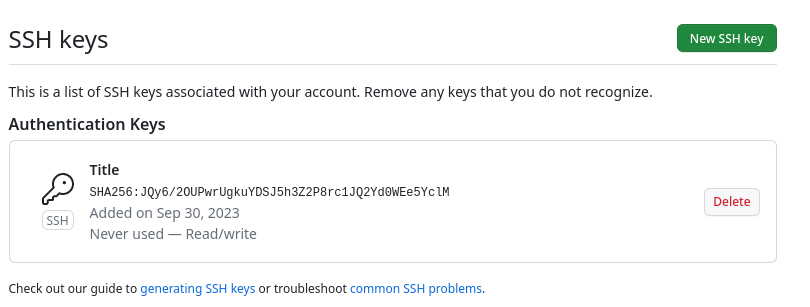 SSH keys
New SSH key
This is a list of SSH keys associated with your account. Remove any keys that you do not recognize.
Authentication Keys
Title
SHA256:JQy6/2OUPwrUgkuYDSJ5h3Z2P8rc1JQ2Yd0WEe5YclM
Added on Sep 30, 2023
Never used — Read/write
SSH
Delete
Check out our guide to generating SSH keys or troubleshoot common SSH problems.